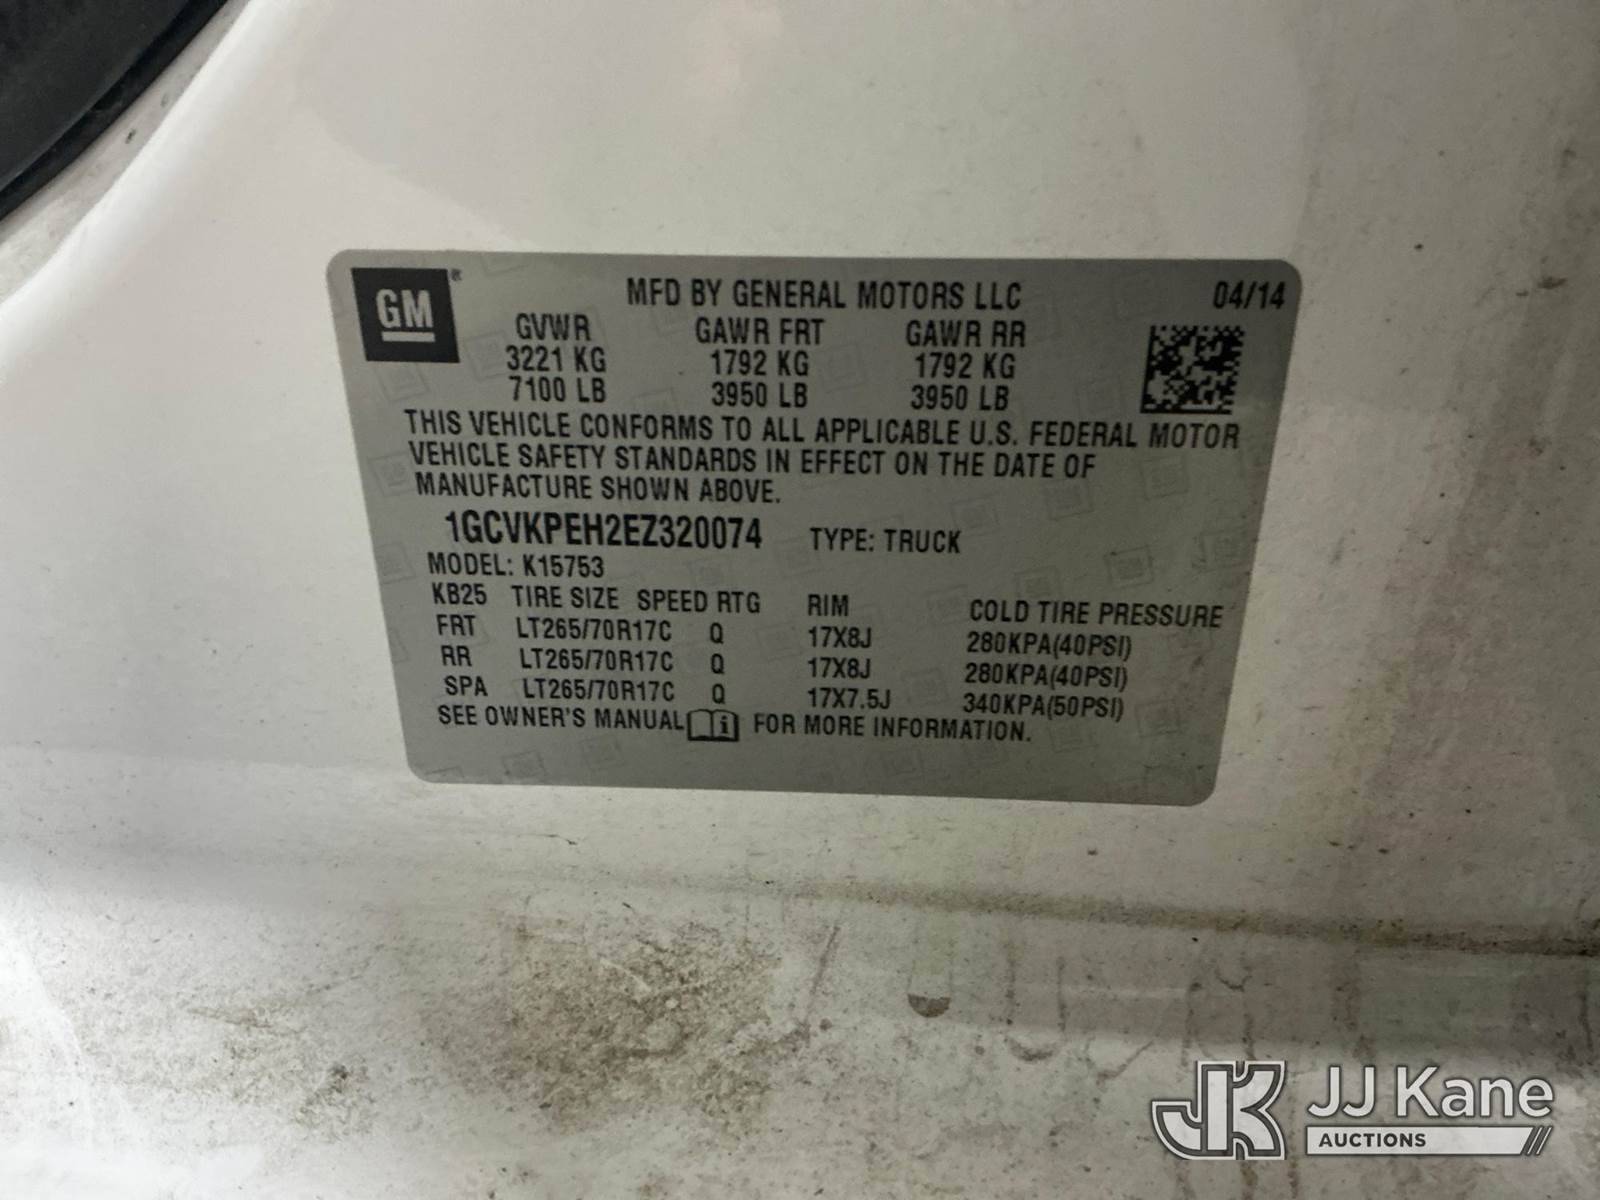 GM®
MFD BY GENERAL MOTORS LLC 04/14
GVWR GAWR FRT GAWR RR
3221 KG 1792 KG 1792 KG
7100 LB 3950 LB 3950 LB
THIS VEHICLE CONFORMS TO ALL APPLICABLE U.S. FEDERAL MOTOR
VEHICLE SAFETY STANDARDS IN EFFECT ON THE DATE OF
MANUFACTURE SHOWN ABOVE.
1GCVKPEH2EZ320074 TYPE: TRUCK
MODEL: K15753
KB25 TIRE SIZE SPEED RTG RIM COLD TIRE PRESSURE
FRT LT265/70R17C Q 17X8J 280KPA(40PSI)
RR LT265/70R17C Q 17X8J 280KPA(40PSI)
SPA LT265/70R17C Q 17X7.5J 340KPA(50PSI)
SEE OWNER'S MANUAL i FOR MORE INFORMATION.
JK JJ Kane
AUCTIONS